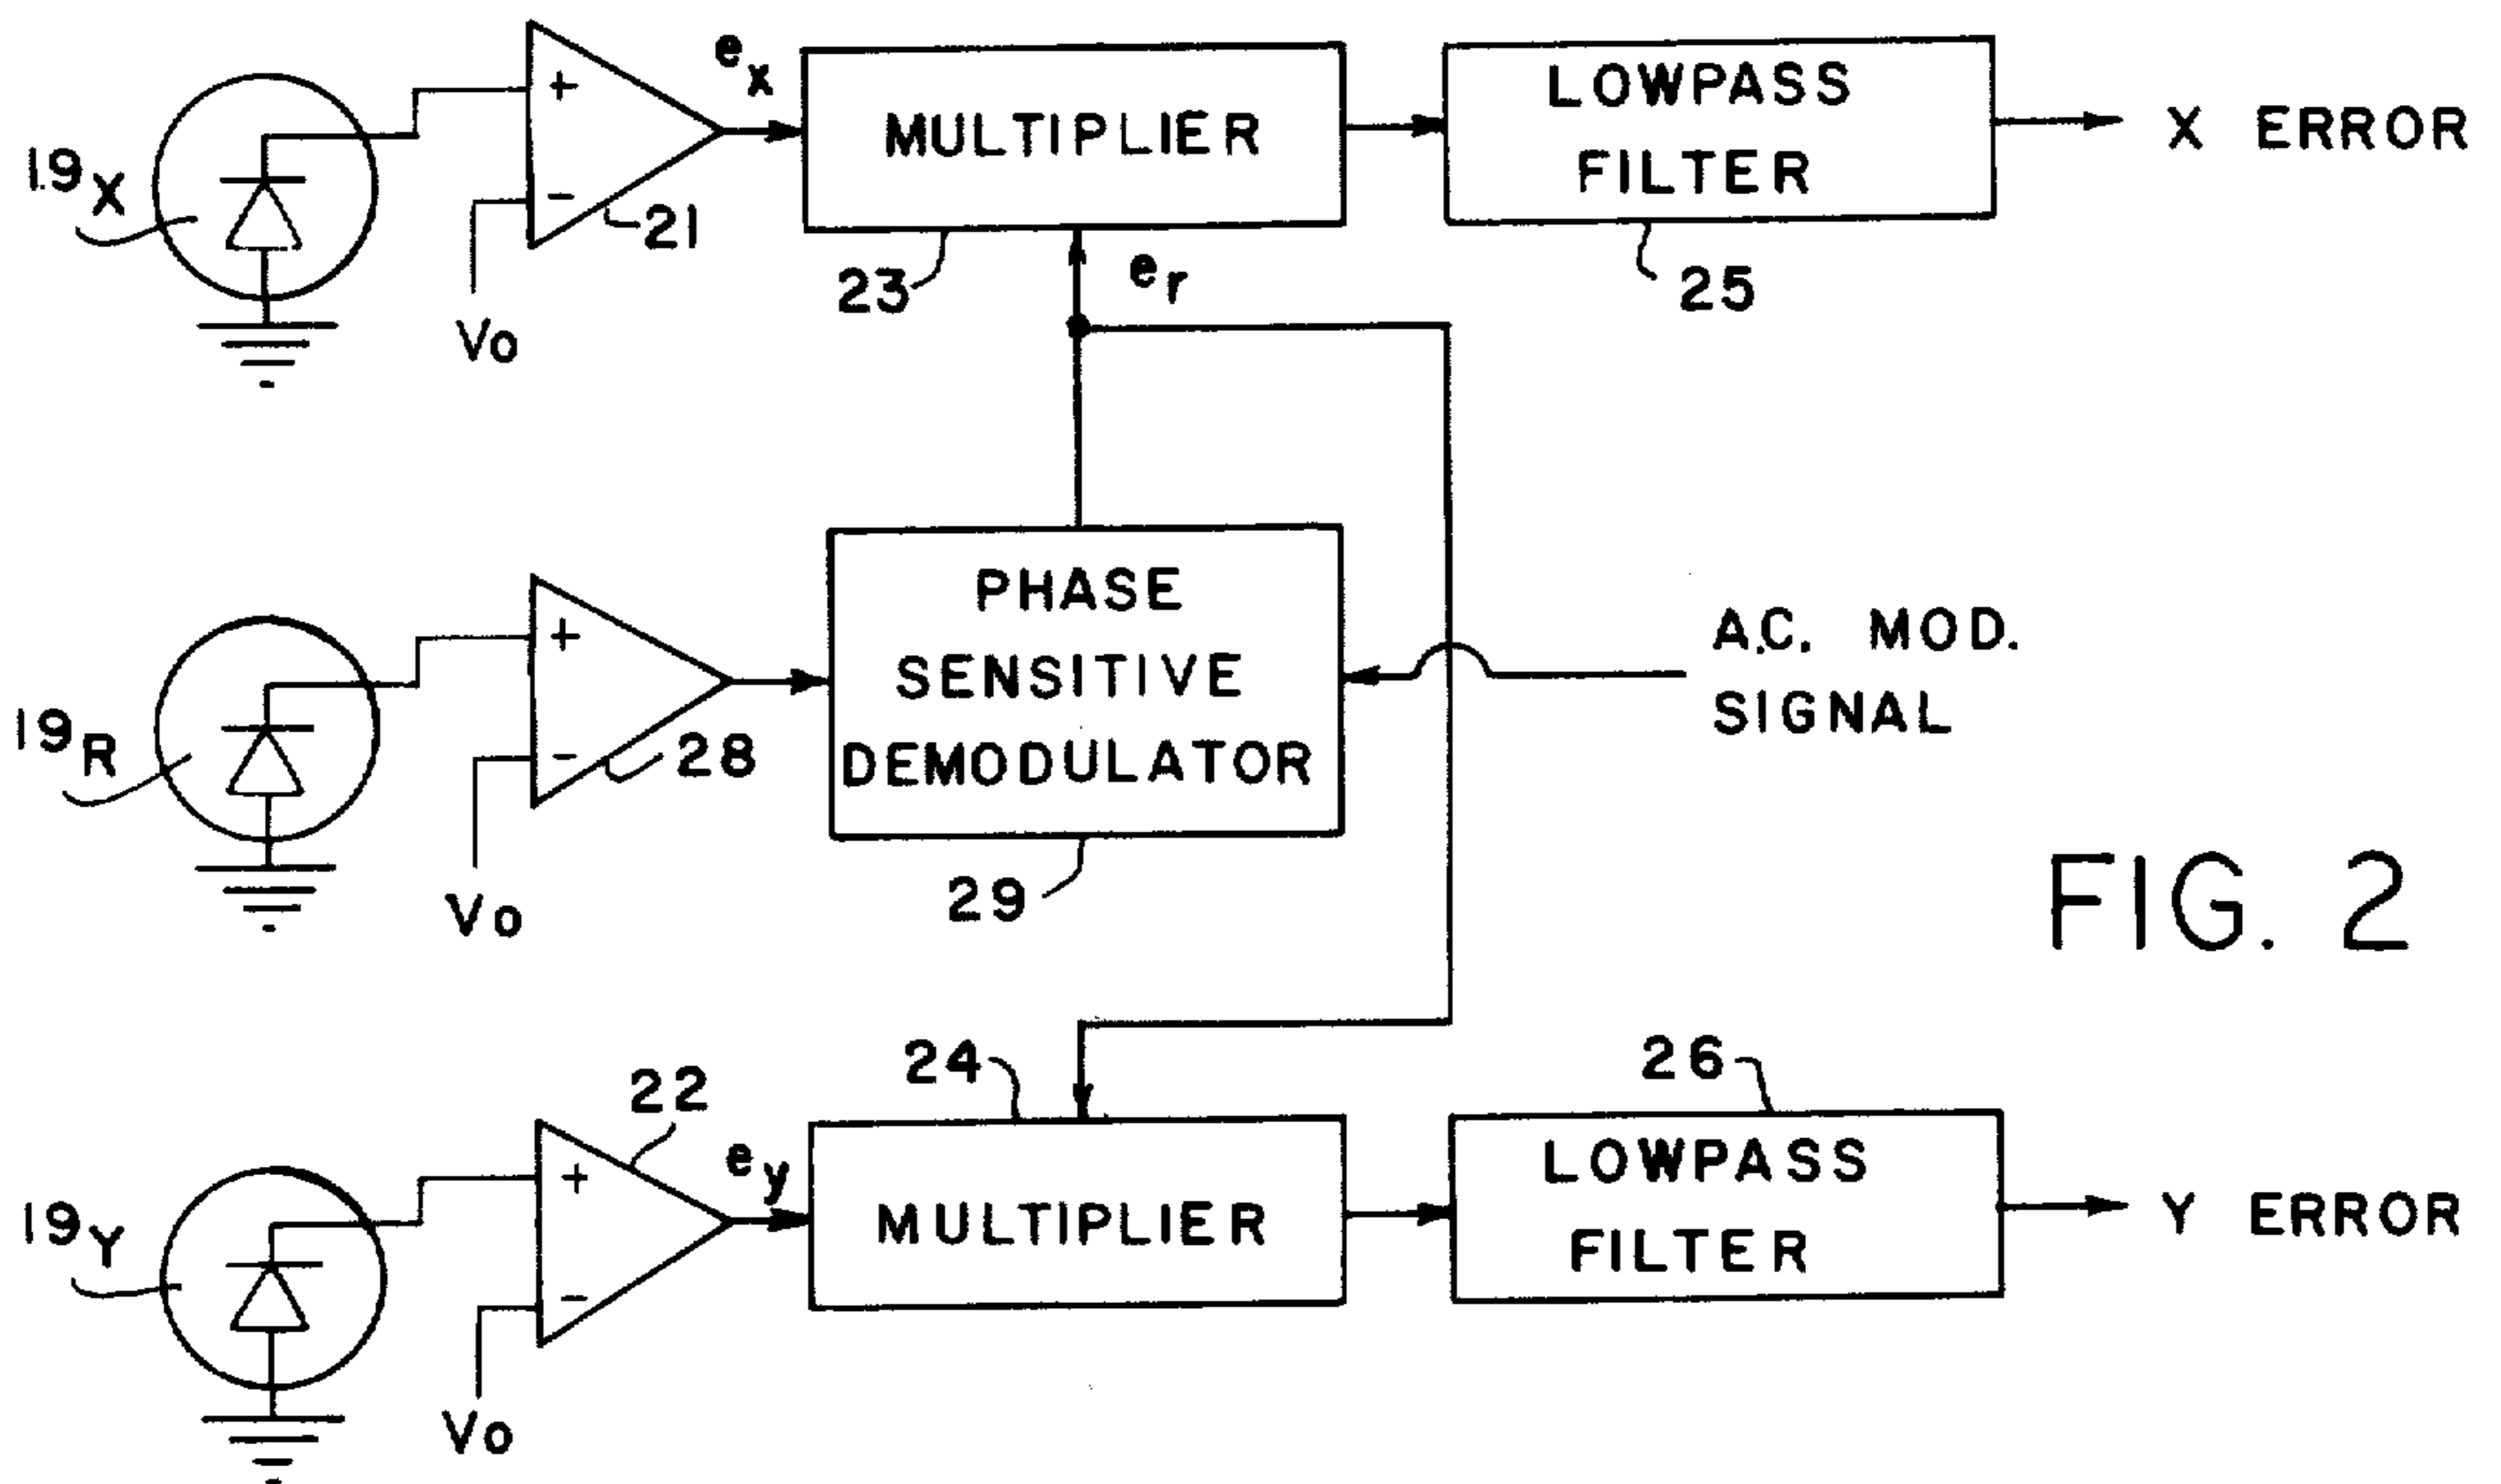 19X
+
-
21
Vo
ex
MULTIPLIER
23
er
LOWPASS
FILTER
25
X ERROR
19R
+
-
28
Vo
PHASE
SENSITIVE
DEMODULATOR
29
A.C. MOD.
SIGNAL
FIG. 2
19Y
+
-
22
Vo
ey
24
MULTIPLIER
26
LOWPASS
FILTER
Y ERROR